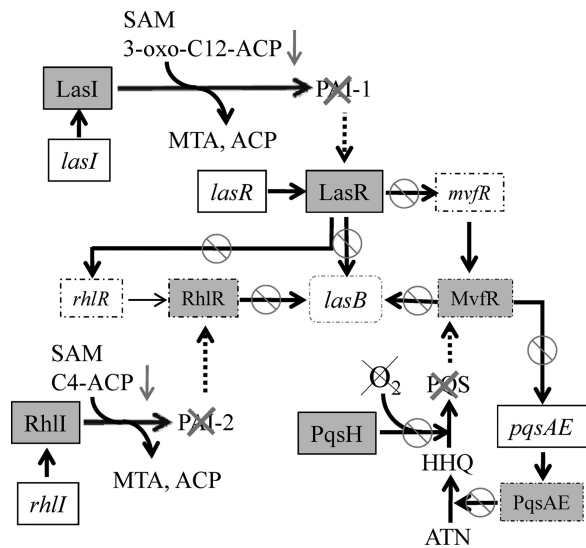 SAM
3-oxo-C12-ACP
LasI
PAI-1
MTA, ACP
lasI
lasR
LasR
mvfR
rhlR
RhlR
lasB
MvfR
SAM
C4-ACP
O2
PQS
RhlI
PAI-2
PqsH
pqsAE
HHQ
MTA, ACP
rhlI
PqsAE
ATN